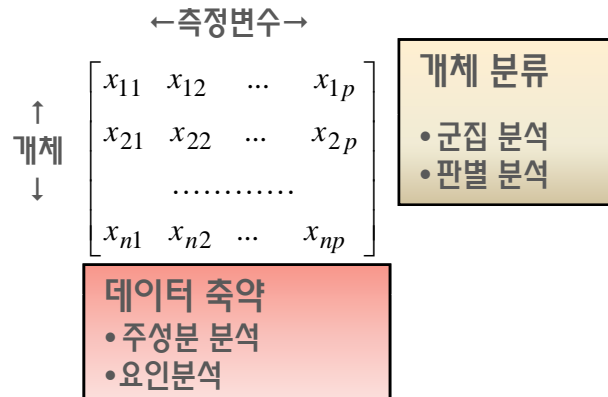 ←측정변수→
↑
개체
↓
x11 x12 ... x1p
x21 x22 ... x2p
............
xn1 xn2 ... xnp
개체 분류
•군집 분석
•판별 분석
데이터 축약
•주성분 분석
•요인분석